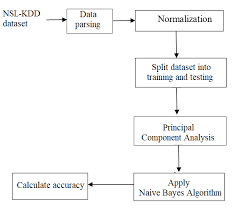 NSL-KDD
dataset
Data
parsing
Normalization
Split dataset into
training and testing
Principal
Component Analysis
Apply
Naive Bayes Algorithm
Calculate accuracy